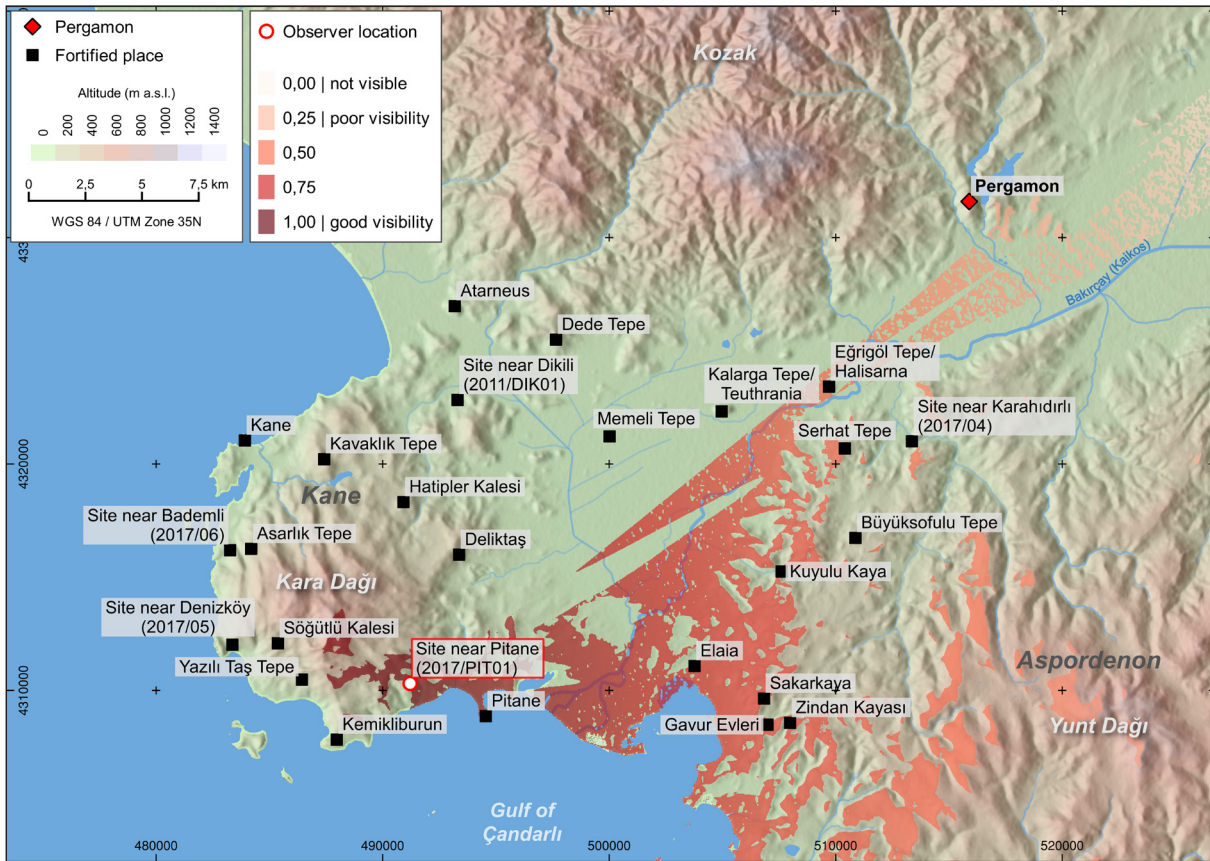 Pergamon
Fortified place
Altitude (m a.s.l.)
0 200 400 600 800 1000 1200 1400
0 2,5 5 7,5 km
WGS 84 / UTM Zone 35N
Observer location
0,00 | not visible
0,25 | poor visibility
0,50
0,75
1,00 | good visibility
Kozak
Pergamon
Bakırçay (Kaikos)
Atarneus
Dede Tepe
Site near Dikili
(2011/DIK01)
Eğrigöl Tepe/
Halisarna
Kalarga Tepe/
Teuthrania
Memeli Tepe
Site near Karahıdırlı
(2017/04)
Serhat Tepe
Kane
Kavaklık Tepe
4320000
Kane
Hatipler Kalesi
Site near Bademli
(2017/06)
Asarlık Tepe
Deliktaş
Büyüksofulu Tepe
Kuyulu Kaya
Kara Dağı
Site near Denizköy
(2017/05)
Söğütlü Kalesi
Yazılı Taş Tepe
Site near Pitane
(2017/PIT01)
Elaia
Aspordenon
4310000
Sakarkaya
Pitane
Zindan Kayası
Gavur Evleri
Yunt Dağı
Kemikliburun
Gulf of
Çandarlı
480000 490000 500000 510000 520000